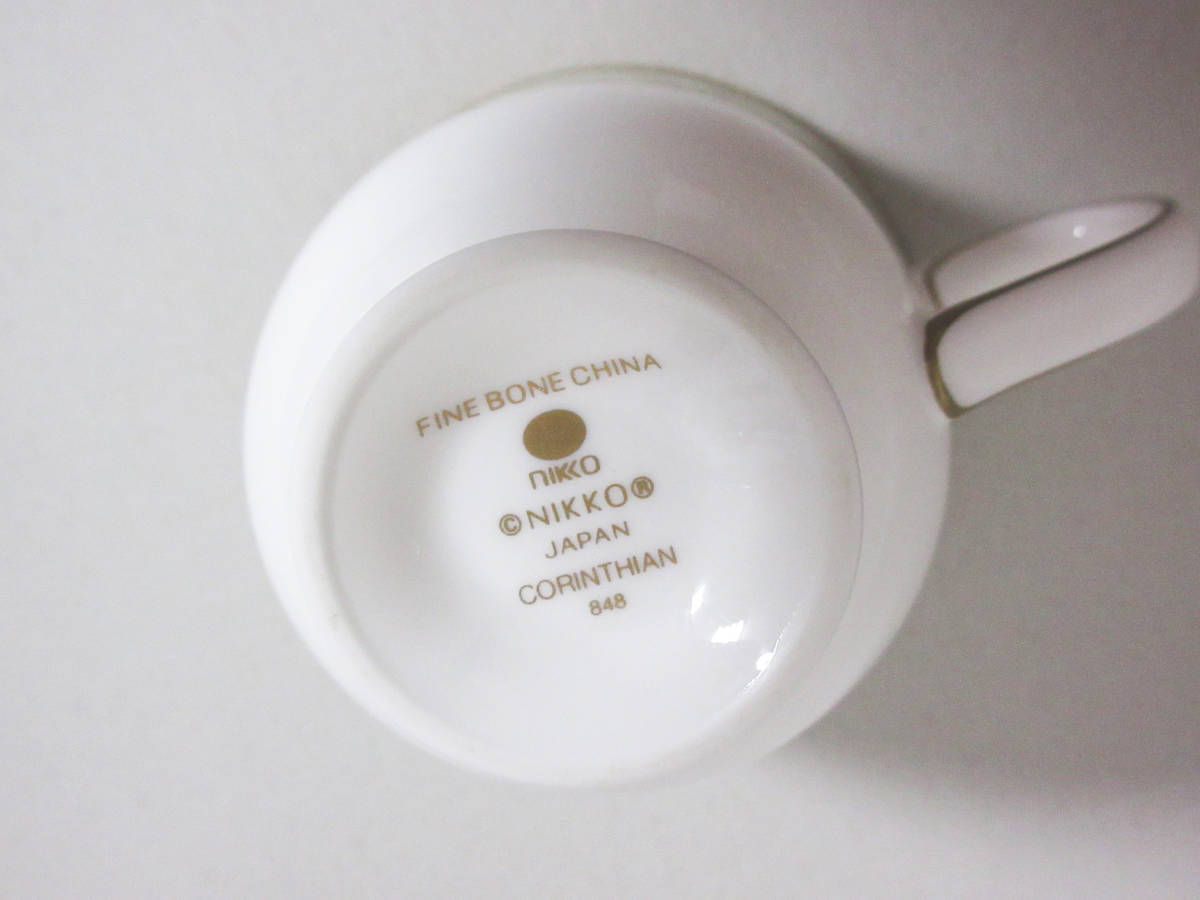 FINE BONE CHINA
nikko
©NIKKO®
JAPAN
CORINTHIAN
848